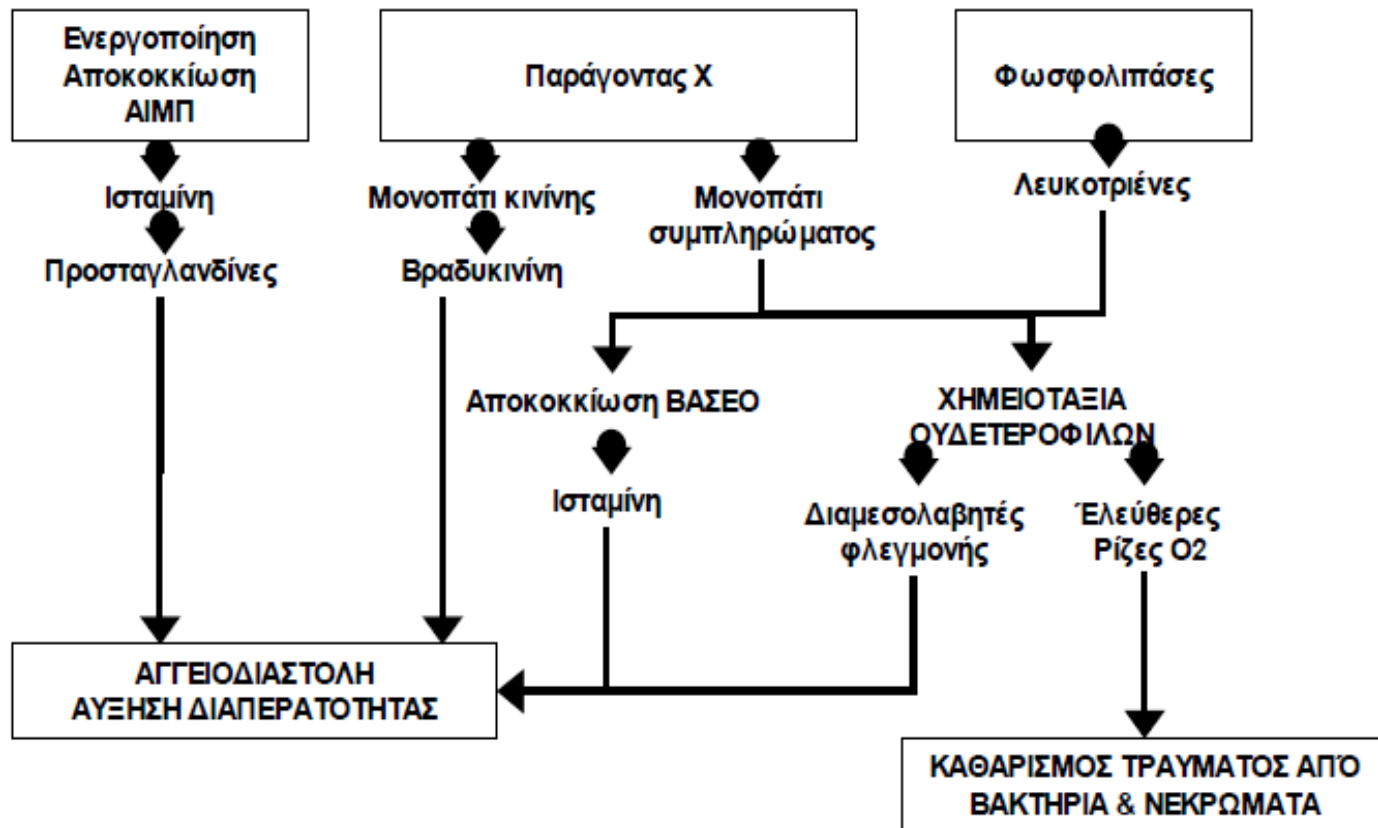 Ενεργοποίηση
Αποκοκκίωση
ΑΙΜΠ
Παράγοντας Χ
Φωσφολιπάσες
Ισταμίνη
Μονοπάτι κινίνης
Μονοπάτι
συμπληρώματος
Λευκοτριένες
Προσταγλανδίνες
Βραδυκινίνη
Αποκοκκίωση ΒΑΣΕΟ
ΧΗΜΕΙΟΤΑΞΙΑ
ΟΥΔΕΤΕΡΟΦΙΛΩΝ
Ισταμίνη
Διαμεσολαβητές
φλεγμονής
Έλεύθερες
Ρίζες Ο2
ΑΓΓΕΙΟΔΙΑΣΤΟΛΗ
ΑΥΞΗΣΗ ΔΙΑΠΕΡΑΤΟΤΗΤΑΣ
ΚΑΘΑΡΙΣΜΟΣ ΤΡΑΥΜΑΤΟΣ ΑΠΌ
ΒΑΚΤΗΡΙΑ & ΝΕΚΡΩΜΑΤΑ